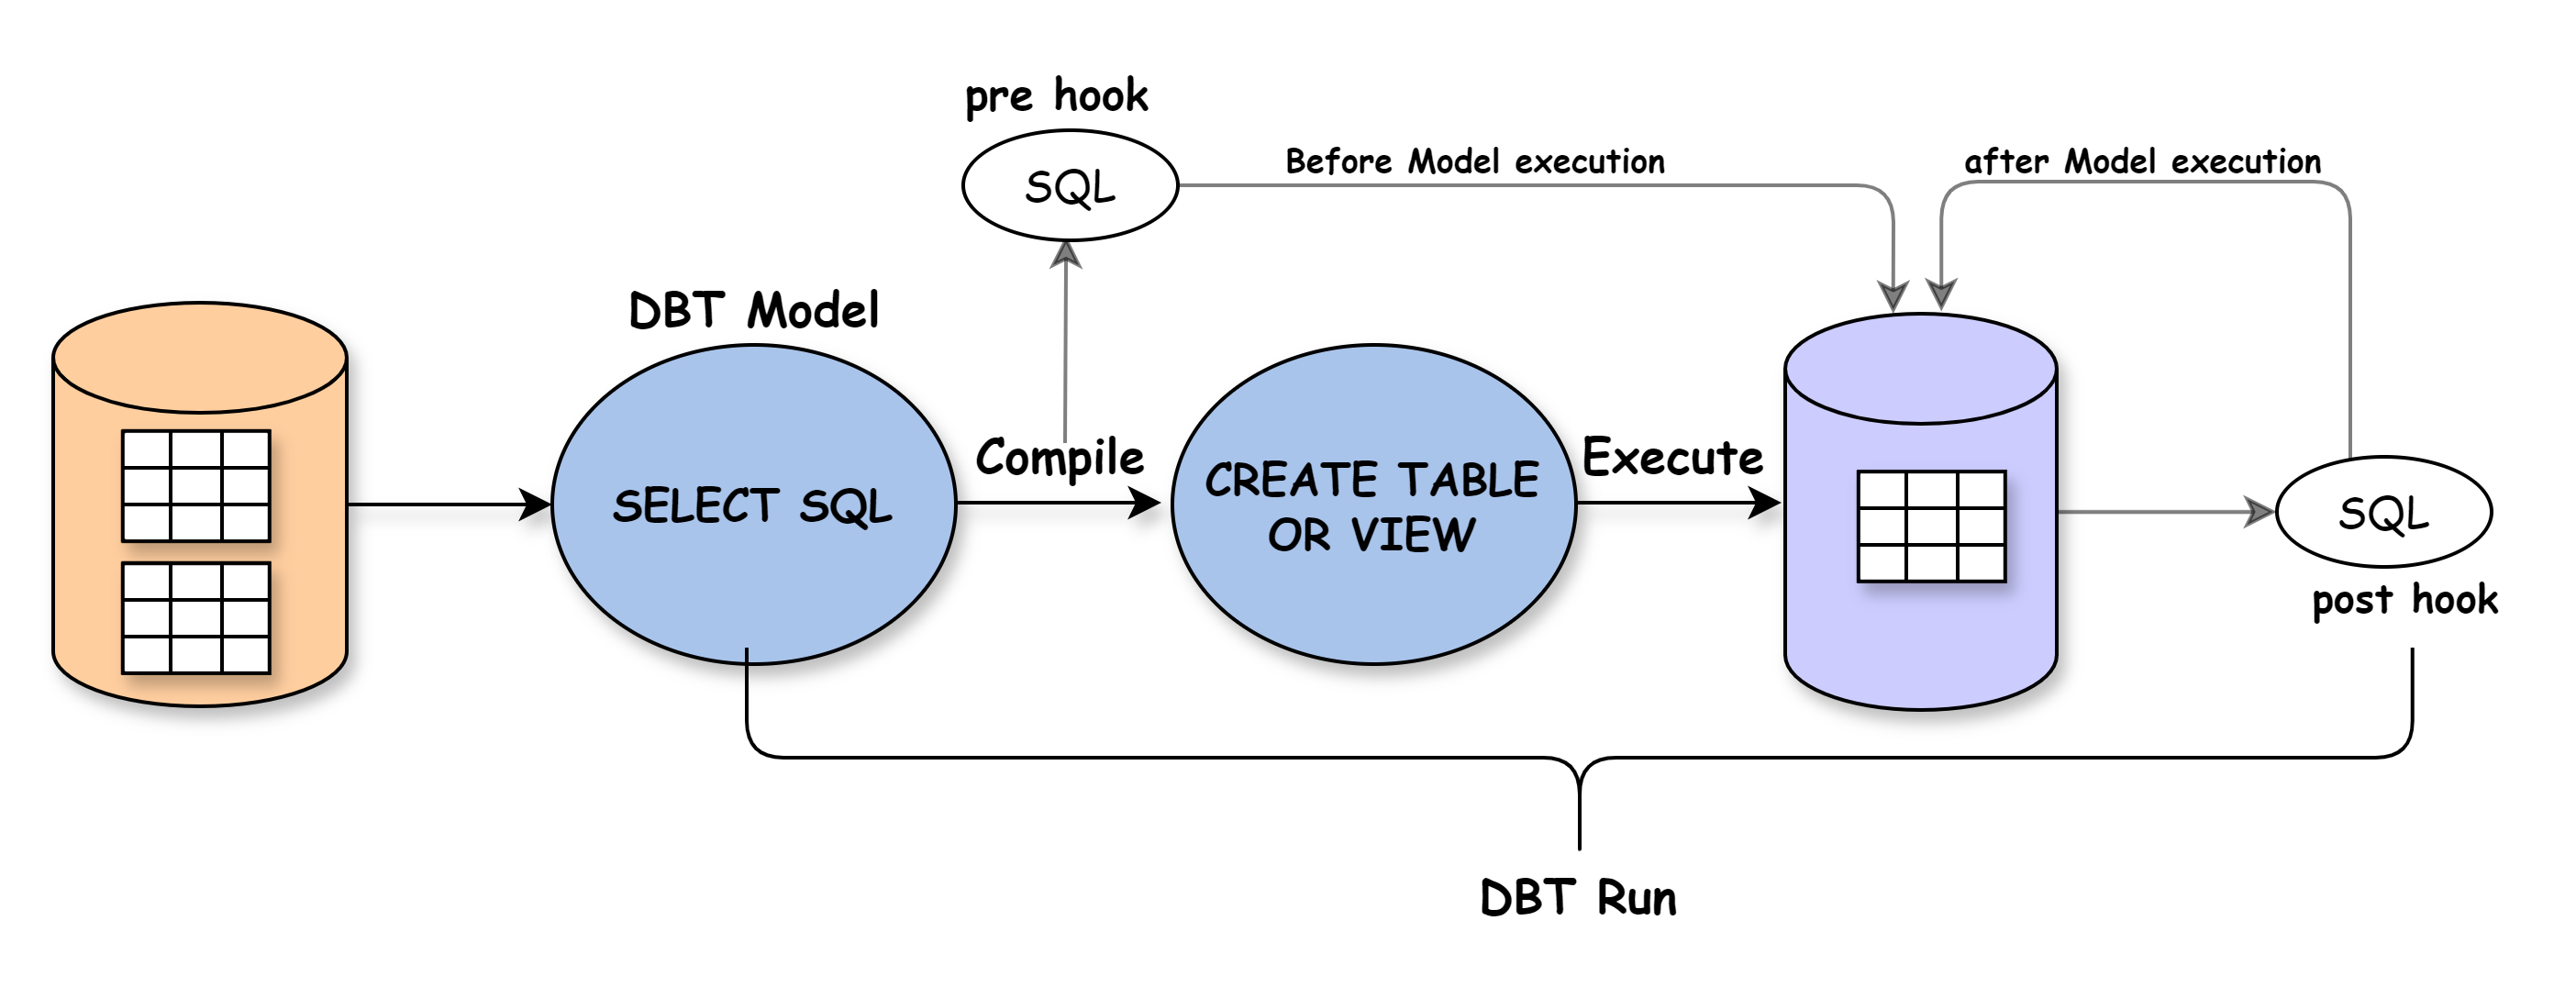 pre hook
SQL
Before Model execution
after Model execution
DBT Model
SELECT SQL
Compile
CREATE TABLE
OR VIEW
Execute
SQL
post hook
DBT Run